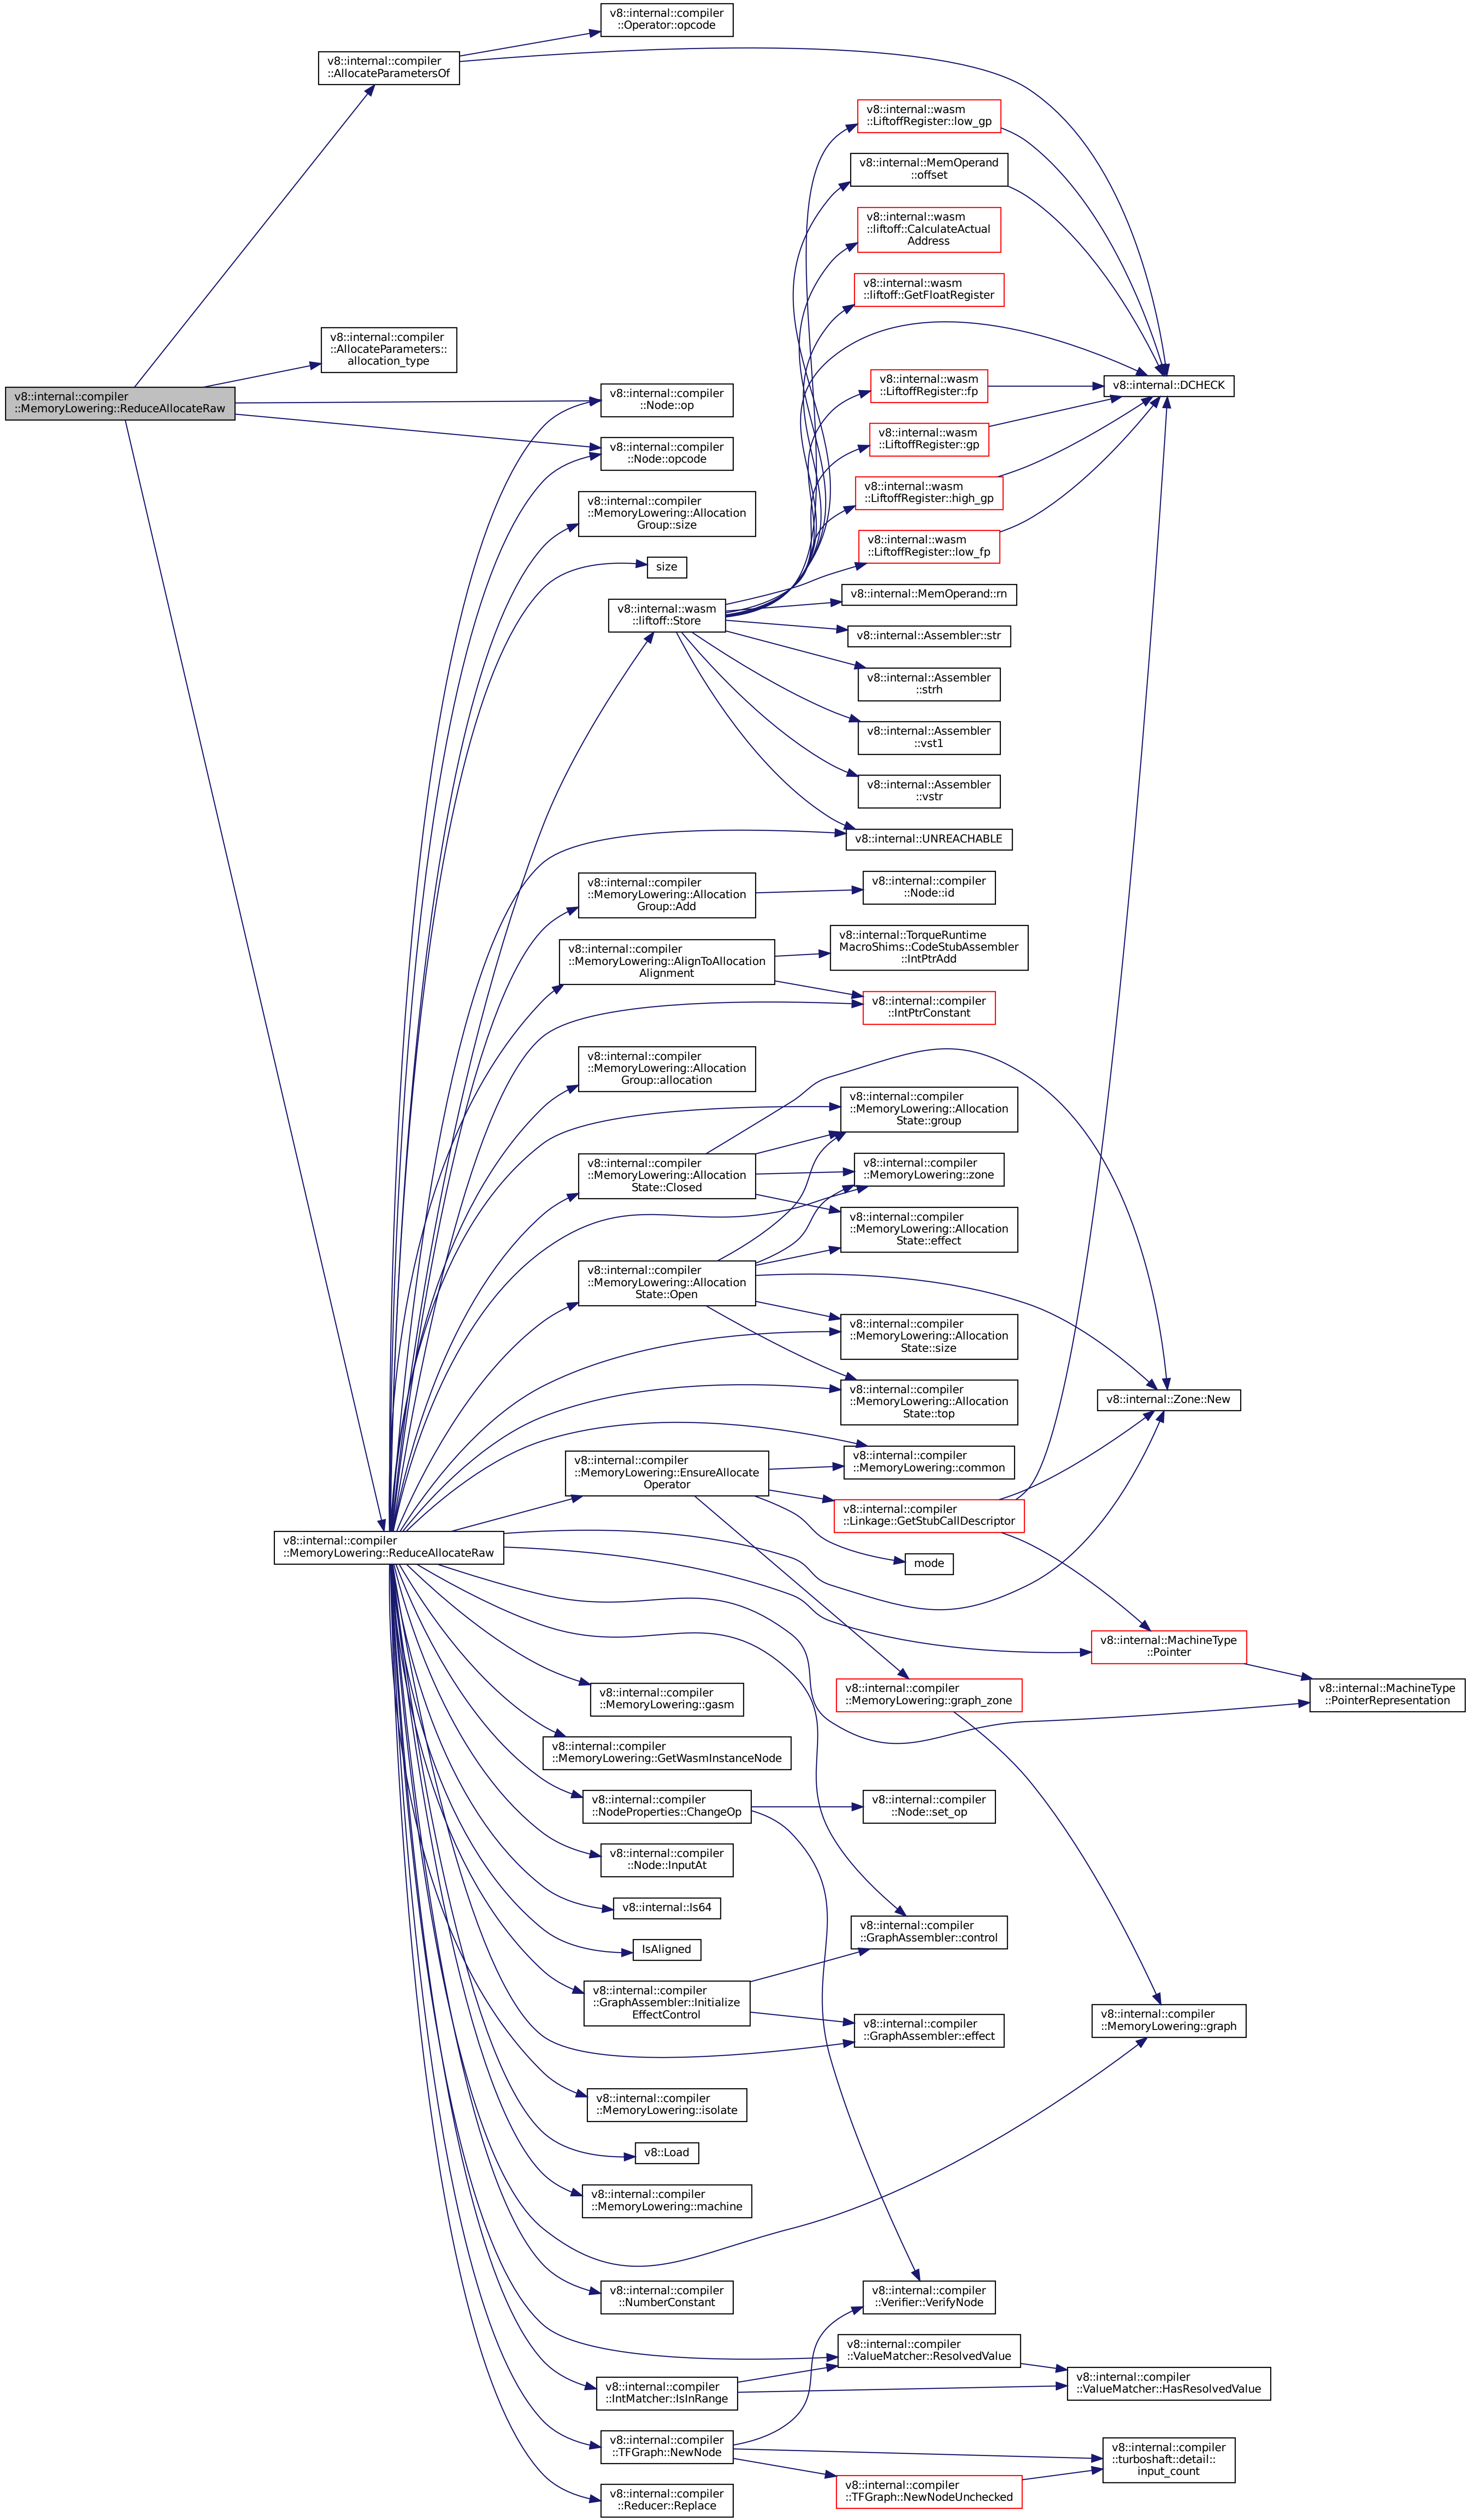 v8::internal::compiler
::Operator::opcode
v8::internal::compiler
::AllocateParametersOf
v8::internal::wasm
::LiftoffRegister::low_gp
v8::internal::MemOperand
::offset
v8::internal::wasm
::liftoff::CalculateActual
Address
v8::internal::wasm
::liftoff::GetFloatRegister
v8::internal::compiler
::AllocateParameters::
allocation_type
v8::internal::compiler
::MemoryLowering::ReduceAllocateRaw
v8::internal::compiler
::Node::op
v8::internal::wasm
::LiftoffRegister::fp
v8::internal::DCHECK
v8::internal::compiler
::Node::opcode
v8::internal::wasm
::LiftoffRegister::gp
v8::internal::compiler
::MemoryLowering::Allocation
Group::size
v8::internal::wasm
::LiftoffRegister::high_gp
size
v8::internal::wasm
::LiftoffRegister::low_fp
v8::internal::wasm
::liftoff::Store
v8::internal::MemOperand::rn
v8::internal::Assembler::str
v8::internal::Assembler
::strh
v8::internal::Assembler
::vst1
v8::internal::Assembler
::vstr
v8::internal::UNREACHABLE
v8::internal::compiler
::MemoryLowering::Allocation
Group::Add
v8::internal::compiler
::Node::id
v8::internal::compiler
::MemoryLowering::AlignToAllocation
Alignment
v8::internal::TorqueRuntime
MacroShims::CodeStubAssembler
::IntPtrAdd
v8::internal::compiler
::IntPtrConstant
v8::internal::compiler
::MemoryLowering::Allocation
Group::allocation
v8::internal::compiler
::MemoryLowering::Allocation
State::group
v8::internal::compiler
::MemoryLowering::Allocation
State::Closed
v8::internal::compiler
::MemoryLowering::zone
v8::internal::compiler
::MemoryLowering::Allocation
State::effect
v8::internal::compiler
::MemoryLowering::Allocation
State::Open
v8::internal::compiler
::MemoryLowering::Allocation
State::size
v8::internal::compiler
::MemoryLowering::Allocation
State::top
v8::internal::Zone::New
v8::internal::compiler
::MemoryLowering::EnsureAllocate
Operator
v8::internal::compiler
::MemoryLowering::common
v8::internal::compiler
::Linkage::GetStubCallDescriptor
v8::internal::compiler
::MemoryLowering::ReduceAllocateRaw
mode
v8::internal::MachineType
::Pointer
v8::internal::compiler
::MemoryLowering::gasm
v8::internal::compiler
::MemoryLowering::graph_zone
v8::internal::MachineType
::PointerRepresentation
v8::internal::compiler
::MemoryLowering::GetWasmInstanceNode
v8::internal::compiler
::NodeProperties::ChangeOp
v8::internal::compiler
::Node::set_op
v8::internal::compiler
::Node::InputAt
v8::internal::Is64
v8::internal::compiler
::GraphAssembler::control
IsAligned
v8::internal::compiler
::GraphAssembler::Initialize
EffectControl
v8::internal::compiler
::GraphAssembler::effect
v8::internal::compiler
::MemoryLowering::graph
v8::internal::compiler
::MemoryLowering::isolate
v8::Load
v8::internal::compiler
::MemoryLowering::machine
v8::internal::compiler
::NumberConstant
v8::internal::compiler
::Verifier::VerifyNode
v8::internal::compiler
::ValueMatcher::ResolvedValue
v8::internal::compiler
::IntMatcher::IsInRange
v8::internal::compiler
::ValueMatcher::HasResolvedValue
v8::internal::compiler
::TFGraph::NewNode
v8::internal::compiler
::turboshaft::detail::
input_count
v8::internal::compiler
::TFGraph::NewNodeUnchecked
v8::internal::compiler
::Reducer::Replace